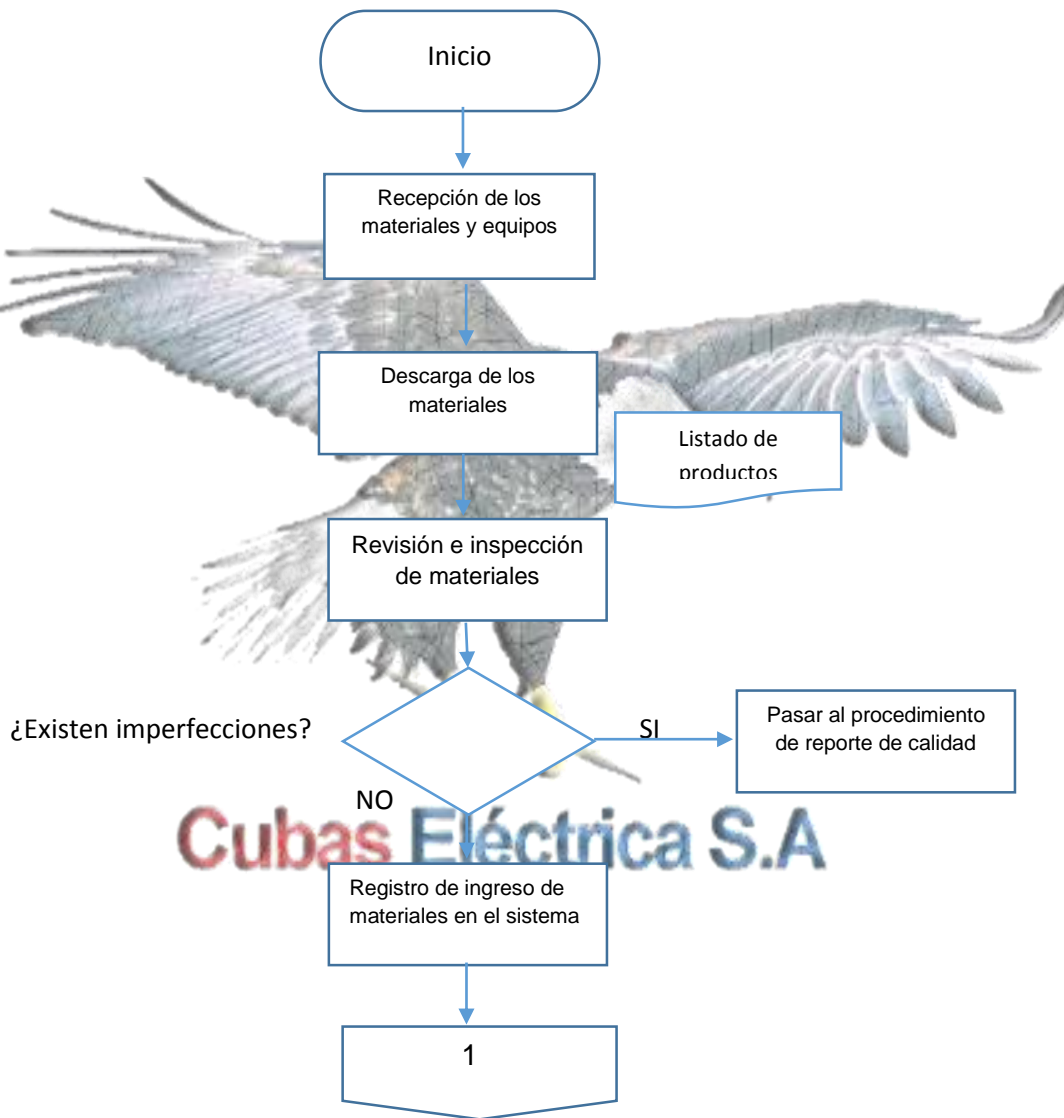 Inicio
Recepción de los
materiales y equipos
Descarga de los
materiales
Listado de
productos
Revisión e inspección
de materiales
¿Existen imperfecciones?
SI
Pasar al procedimiento
de reporte de calidad
NO
Cubas Eléctrica S.A
Registro de ingreso de
materiales en el sistema
1